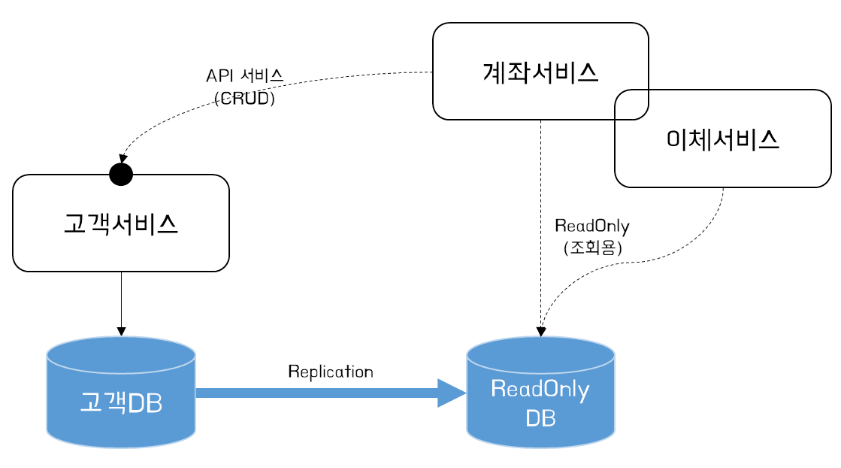 계좌서비스
API 서비스
(CRUD)
이체서비스
고객서비스
ReadOnly
(조회용)
Replication
고객DB
ReadOnly
DB